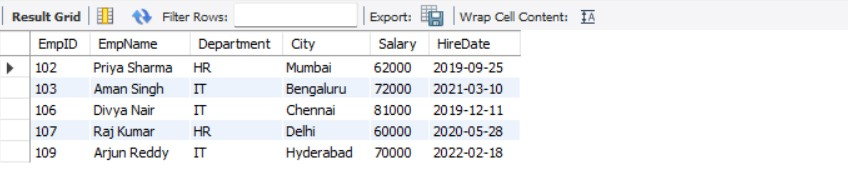 Result Grid Filter Rows: Export: Wrap Cell Content: IA
EmpID EmpName Department City Salary HireDate
102 Priya Sharma HR Mumbai 62000 2019-09-25
103 Aman Singh IT Bengaluru 72000 2021-03-10
106 Divya Nair IT Chennai 81000 2019-12-11
107 Raj Kumar HR Delhi 60000 2020-05-28
109 Arjun Reddy IT Hyderabad 70000 2022-02-18